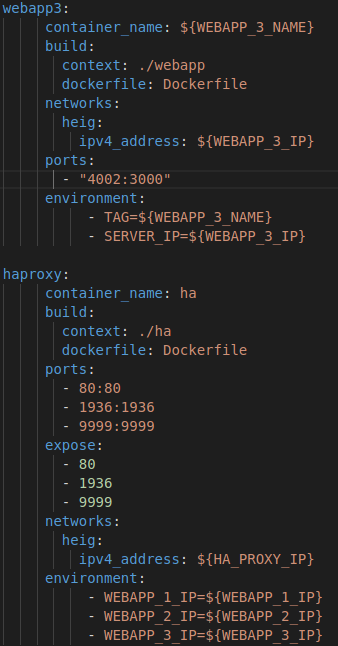 webapp3:
container_name: ${WEBAPP_3_NAME}
build:
context: ./webapp
dockerfile: Dockerfile
networks:
heig:
ipv4_address: ${WEBAPP_3_IP}
ports:
- "4002:3000"
environment:
- TAG=${WEBAPP_3_NAME}
- SERVER_IP=${WEBAPP_3_IP}
haproxy:
container_name: ha
build:
context: ./ha
dockerfile: Dockerfile
ports:
- 80:80
- 1936:1936
- 9999:9999
expose:
- 80
- 1936
- 9999
networks:
heig:
ipv4_address: ${HA_PROXY_IP}
environment:
- WEBAPP_1_IP=${WEBAPP_1_IP}
- WEBAPP_2_IP=${WEBAPP_2_IP}
- WEBAPP_3_IP=${WEBAPP_3_IP}